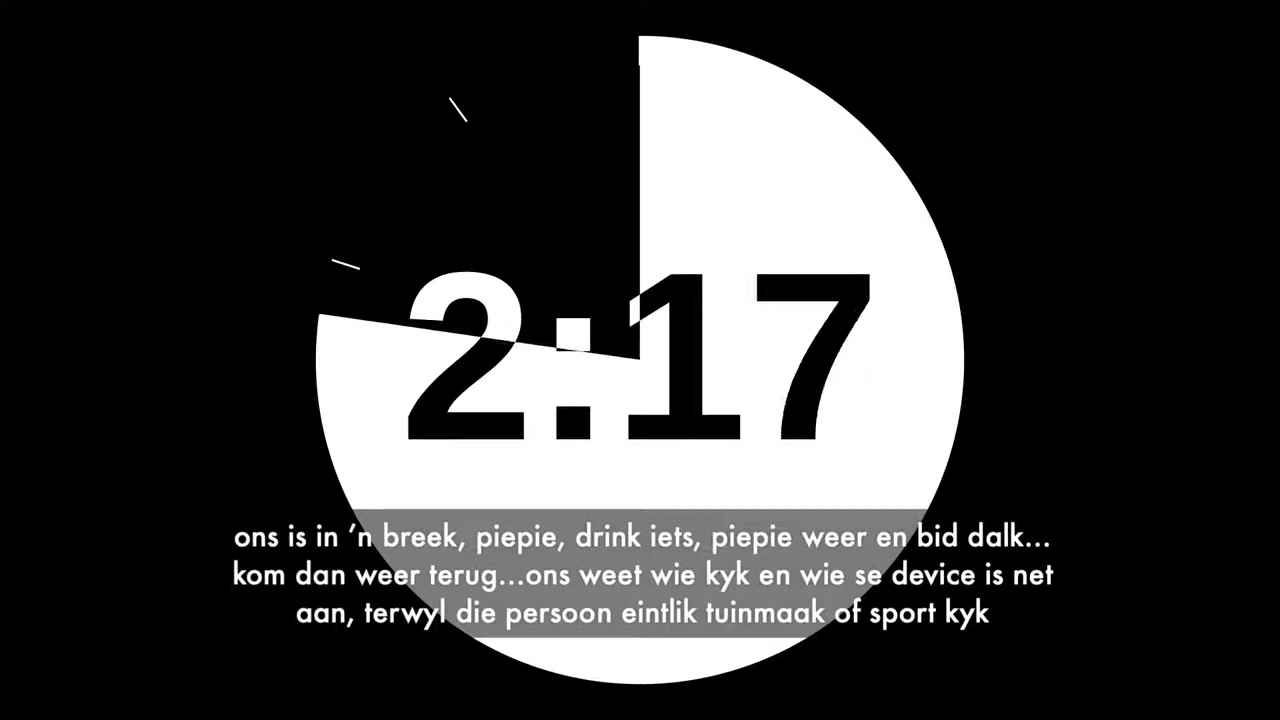 2:17
ons is in ’n breek, piepie, drink iets, piepie weer en bid dalk...
kom dan weer terug...ons weet wie kyk en wie se device is net
aan, terwyl die persoon eintlik tuinmaak of sport kyk